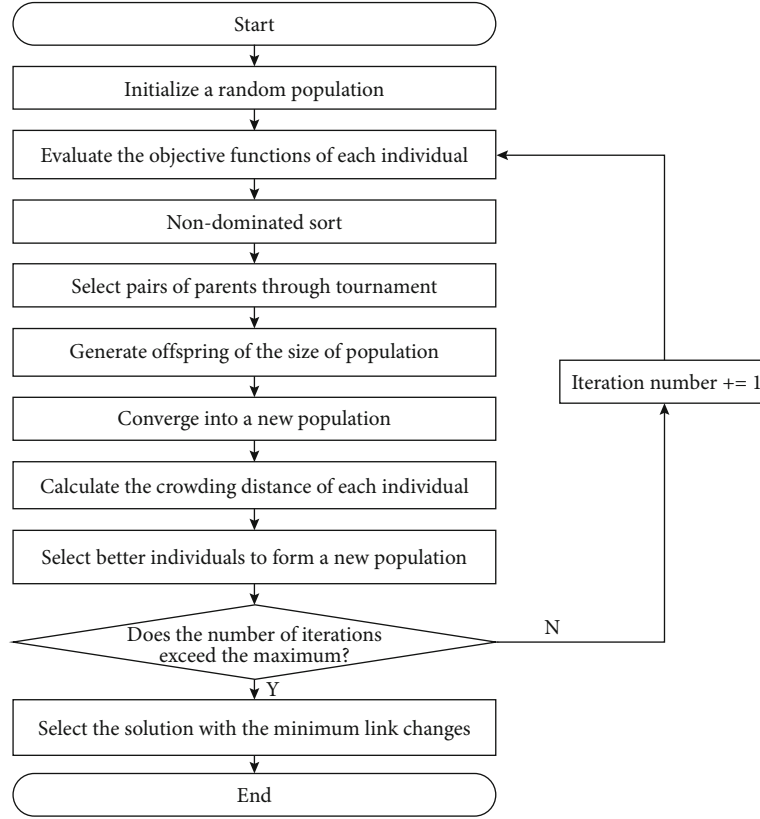 Start
Initialize a random population
Evaluate the objective functions of each individual
Non-dominated sort
Select pairs of parents through tournament
Generate offspring of the size of population
Iteration number += 1
Converge into a new population
Calculate the crowding distance of each individual
Select better individuals to form a new population
Does the number of iterations
exceed the maximum?
N
Y
Select the solution with the minimum link changes
End